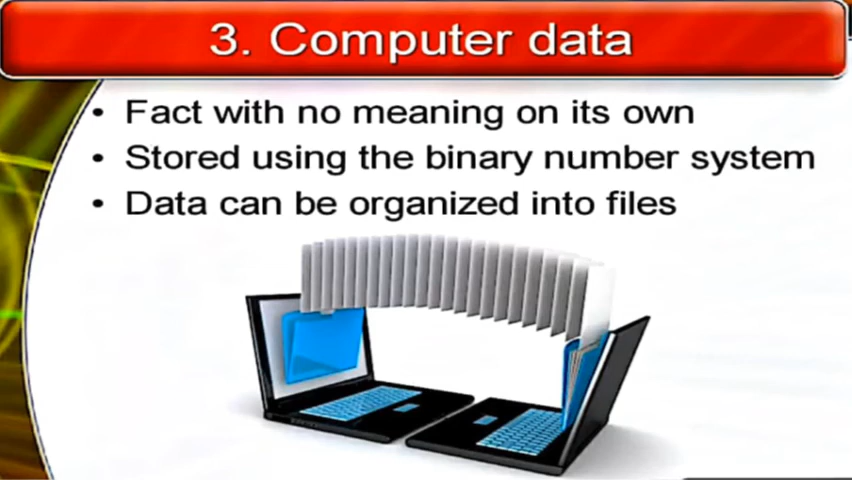 3. Computer data
• Fact with no meaning on its own
• Stored using the binary number system
• Data can be organized into files